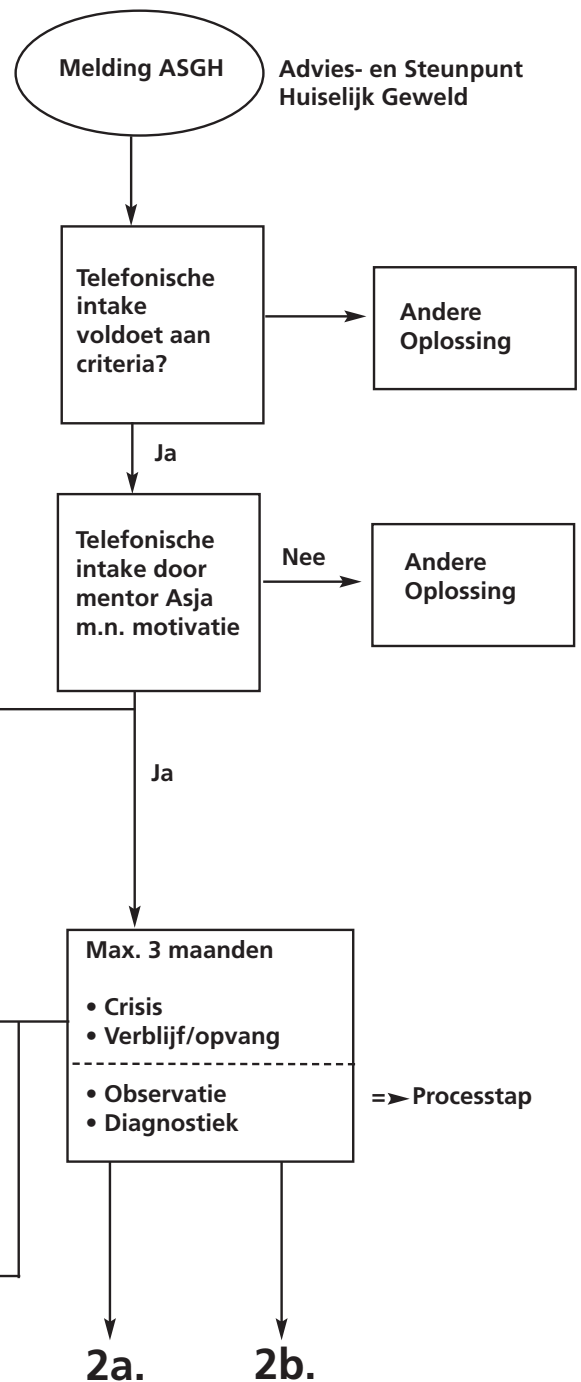 Melding ASGH
Advies- en Steunpunt
Huiselijk Geweld
Telefonische
intake
voldoet aan
criteria?
Andere
Oplossing
Ja
Telefonische
intake door
mentor Asja
m.n. motivatie
Nee
Andere
Oplossing
Ja
Max. 3 maanden
• Crisis
• Verblijf/opvang
• Observatie
• Diagnostiek
=➤ Processtap
2a.
2b.